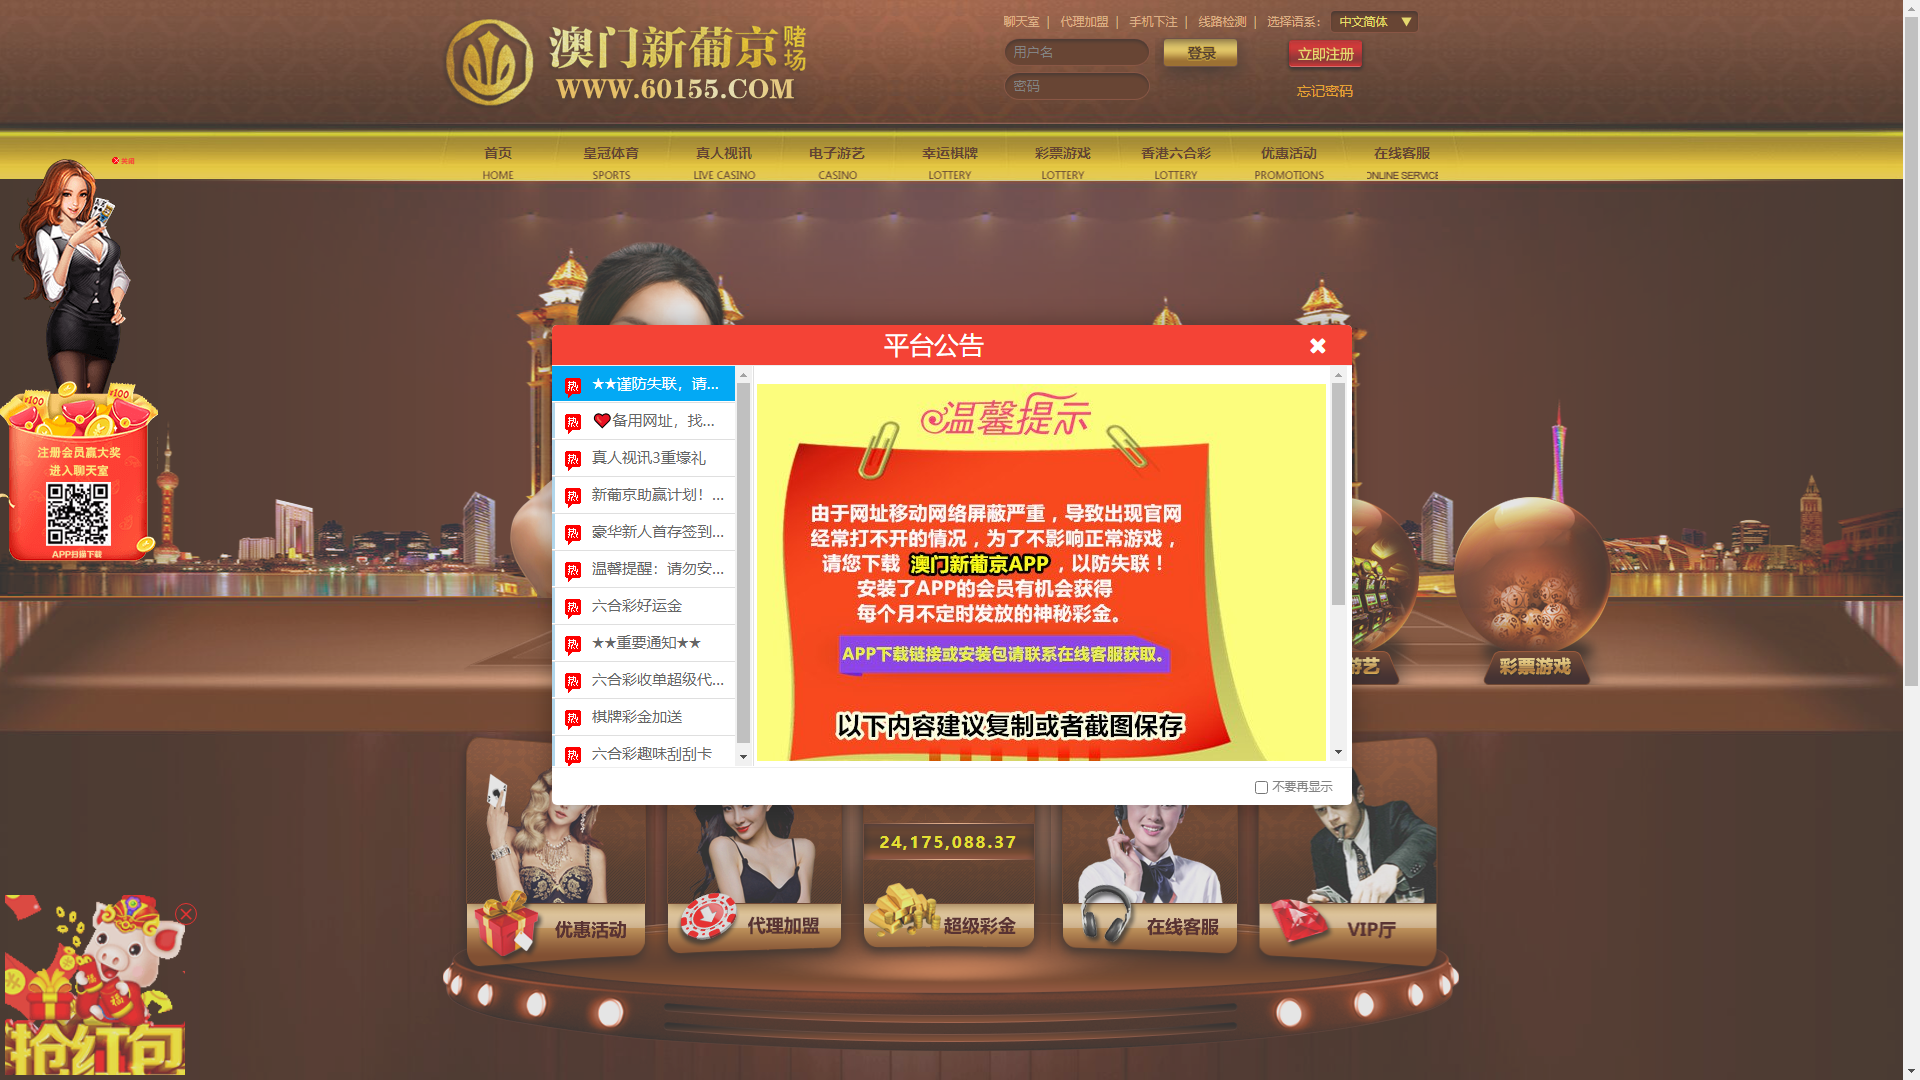 澳门新葡京赌场
WWW.60155.COM
聊天室 | 代理加盟 | 手机下注 | 线路检测 | 选择语系： 中文简体 ▼
用户名
登录
立即注册
密码
忘记密码
首页 皇冠体育 真人视讯 电子游艺 幸运棋牌 彩票游戏 香港六合彩 优惠活动 在线客服
HOME SPORTS LIVE CASINO CASINO LOTTERY LOTTERY LOTTERY PROMOTIONS ONLINE SERVICE
关闭
¥100 ¥100
注册会员赢大奖
进入聊天室
APP扫描下载
平台公告
热 ★★谨防失联，请...
热 备用网址，找...
热 真人视讯3重壕礼
热 新葡京助赢计划！...
热 豪华新人首存签到...
热 温馨提醒：请勿安...
热 六合彩好运金
热 ★★重要通知★★
热 六合彩收单超级代...
热 棋牌彩金加送
热 六合彩趣味刮刮卡
温馨提示
由于网址移动网络屏蔽严重，导致出现官网
经常打不开的情况，为了不影响正常游戏，
请您下载 澳门新葡京APP，以防失联！
安装了APP的会员有机会获得
每个月不定时发放的神秘彩金。
APP下载链接或安装包请联系在线客服获取。
以下内容建议复制或者截图保存
不要再显示
游艺
彩票游戏
24,175,088.37
优惠活动
代理加盟
超级彩金
在线客服
VIP厅
福
抢红包